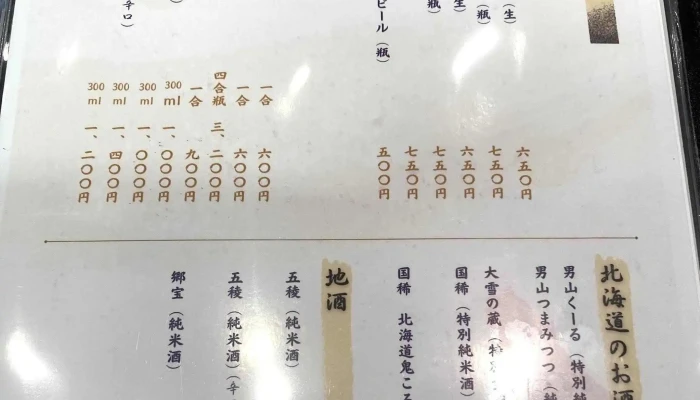 （生） 六五〇円
（瓶） 七五〇円
生） 六五〇円
瓶） 七五〇円
七五〇円
ビール（瓶） 五〇〇円
一合 六〇〇円
一合 六〇〇円
四合瓶 三、二〇〇円
一合 九〇〇円
300ml 一、〇〇〇円
300ml 一、〇〇〇円
辛口） 300ml 一、四〇〇円
300ml 一、二〇〇円
北海道のお酒
男山くーる（特別純
男山つまみつつ（純
大雪の蔵（特
国稀（特別純米酒）
国稀 北海道鬼ころ
地酒
五稜（純米酒）
五稜（純米酒）（辛
郷宝（純米酒）